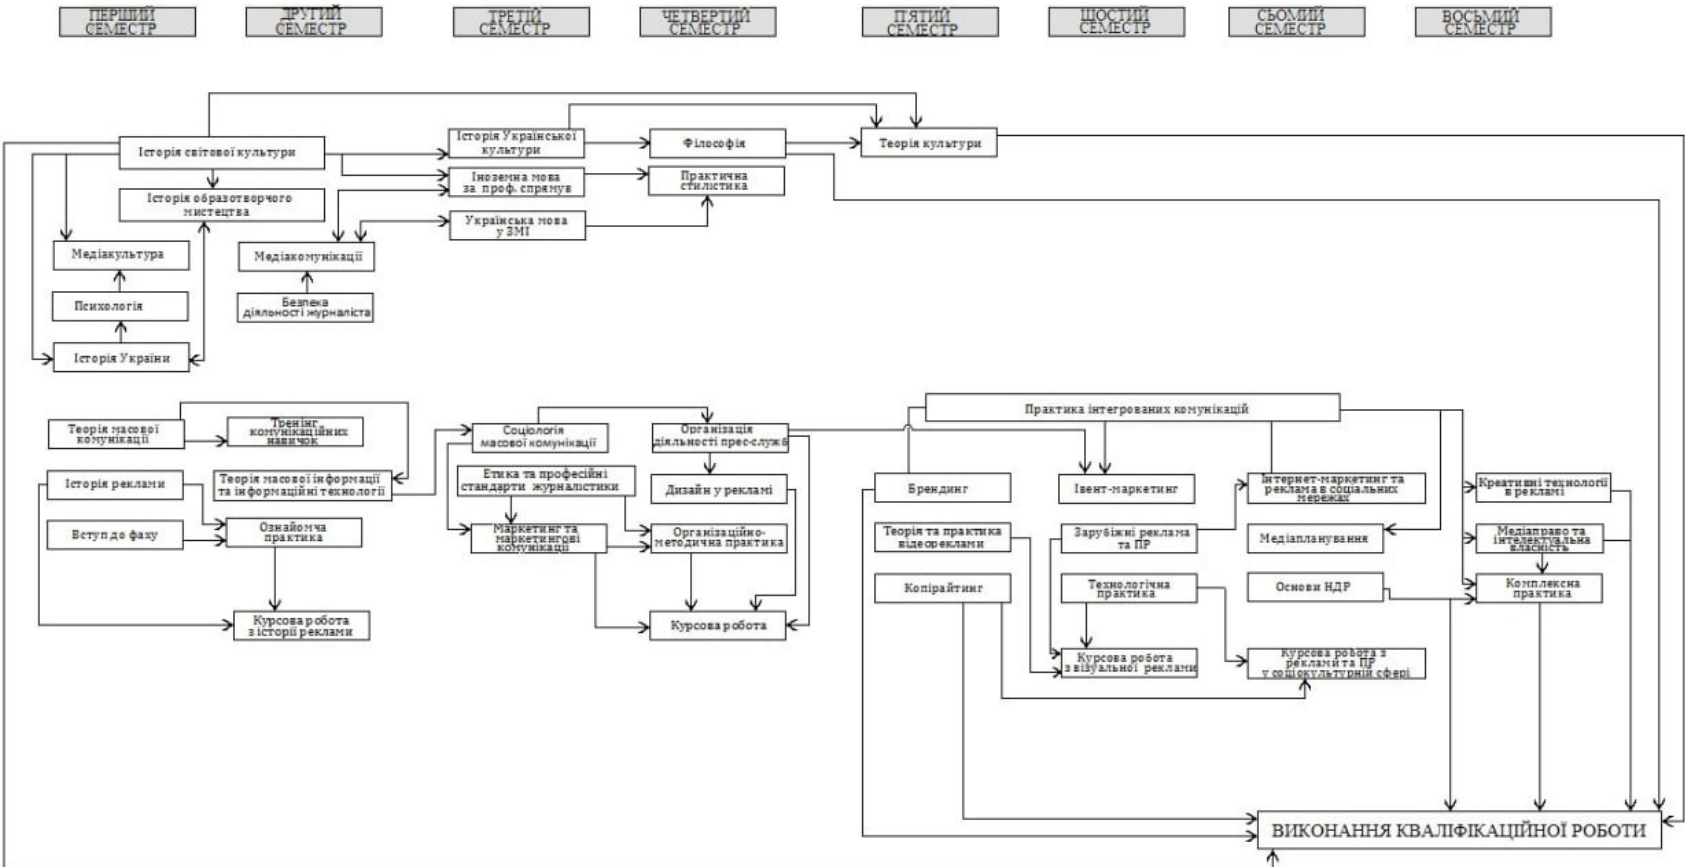 ПЕРШИЙ
СЕМЕСТР
ДРУГИЙ
СЕМЕСТР
ТРЕТІЙ
СЕМЕСТР
ЧЕТВЕРТИЙ
СЕМЕСТР
П'ЯТИЙ
СЕМЕСТР
ШОСТИЙ
СЕМЕСТР
СЬОМИЙ
СЕМЕСТР
ВОСЬМИЙ
СЕМЕСТР
Історія світової культури
Історія Української
культури
Філософія
Теорія культури
Іноземна мова
за проф. спрямув
Практична
стилістика
Історія образотворчого
мистецтва
Українська мова
у ЗМІ
Медіакультура
Медіакомунікації
Психологія
Безпека
діяльності журналіста
Історія України
Практика інтегрованих комунікацій
Теорія масової
комунікації
Тренінг
комунікаційних
навичок
Соціологія
масової комунікації
Організація
діяльності прес-служб
Історія реклами
Теорія масової інформації
та інформаційні технології
Етика та професійні
стандарти журналістики
Дизайн у рекламі
Брендинг
Івент-маркетинг
Інтернет-маркетинг та
реклама в соціальних
мережах
Креативні технології
в рекламі
Вступ до фаху
Ознайомча
практика
Маркетинг та
маркетингові
комунікації
Організаційно-
методична практика
Теорія та практика
відеореклами
Зарубіжні реклама
та ПР
Медіапланування
Медіаправо та
інтелектуальна
власність
Копірайтинг
Технологічна
практика
Основи НДР
Комплексна
практика
Курсова робота
з історії реклами
Курсова робота
Курсова робота
з візуальної реклами
Курсова робота з
реклами та ПР
у соціокультурній сфері
ВИКОНАННЯ КВАЛІФІКАЦІЙНОЇ РОБОТИ